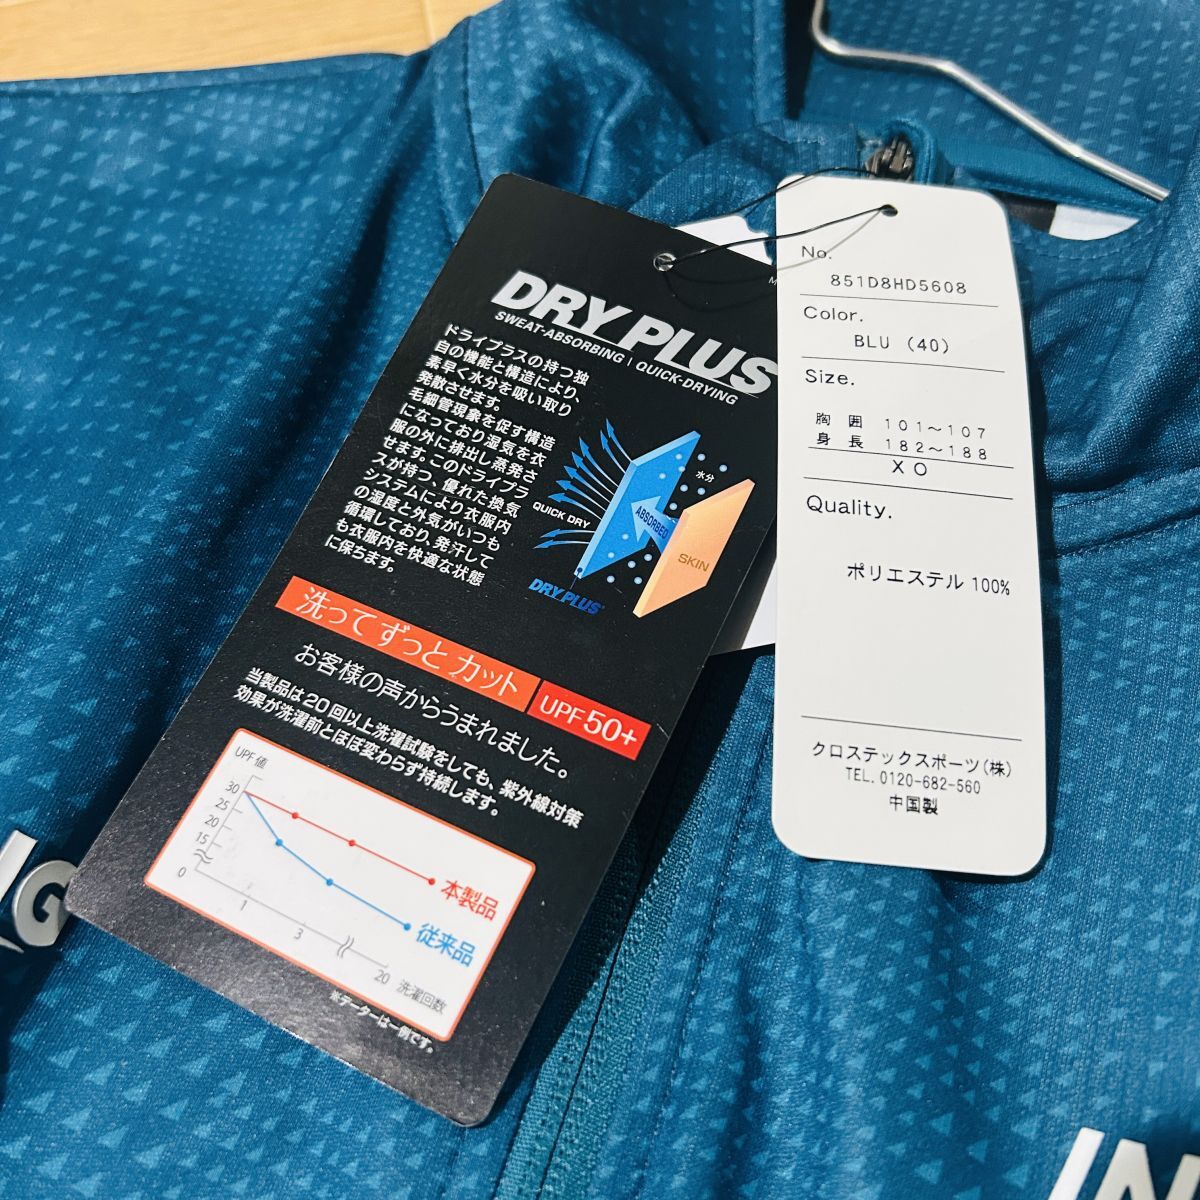 DRY PLUS
SWEAT-ABSORBING | QUICK-DRYING
ドライプラスの持つ独
自の機能と構造により、
素早く水分を吸い取り
発散させます。
毛細管現象を促す構造
になっており湿気を衣
服の外に排出し蒸発さ
せます。このドライプラ
スが持つ、優れた換気
システムにより衣服内
の湿度と外気がいつも
循環しており、発汗して
も衣服内を快適な状態
に保ちます。
水分
QUICK DRY
ABSORBED
SKIN
DRY PLUS
洗って ずっと カット
UPF50+
お客様の声からうまれました。
当製品は20回以上洗濯試験をしても、紫外線対策
効果が洗濯前とほぼ変わらず持続します。
UPF値
30
25
20
15
0
1
3
20
洗濯回数
本製品
従来品
※データーは一例です。
No.
851D8HD5608
Color.
BLU (40)
Size.
胸囲 101～107
身長 182～188
XO
Quality.
ポリエステル 100%
クロステックスポーツ(株)
TEL.0120-682-560
中国製
NG
IN